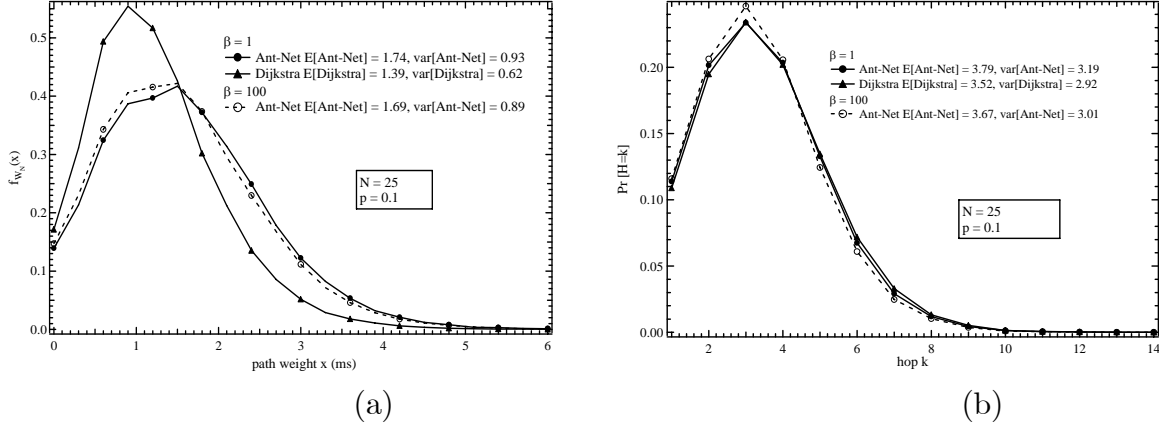 0.5
0.4
0.3
0.2
0.1
0.0
f_{W_N}(x)
β = 1
Ant-Net E[Ant-Net] = 1.74, var[Ant-Net] = 0.93
Dijkstra E[Dijkstra] = 1.39, var[Dijkstra] = 0.62
β = 100
Ant-Net E[Ant-Net] = 1.69, var[Ant-Net] = 0.89
N = 25
p = 0.1
0 1 2 3 4 5 6
path weight x (ms)
(a)
0.20
0.15
0.10
0.05
0.00
Pr [H=k]
β = 1
Ant-Net E[Ant-Net] = 3.79, var[Ant-Net] = 3.19
Dijkstra E[Dijkstra] = 3.52, var[Dijkstra] = 2.92
β = 100
Ant-Net E[Ant-Net] = 3.67, var[Ant-Net] = 3.01
N = 25
p = 0.1
2 4 6 8 10 12 14
hop k
(b)